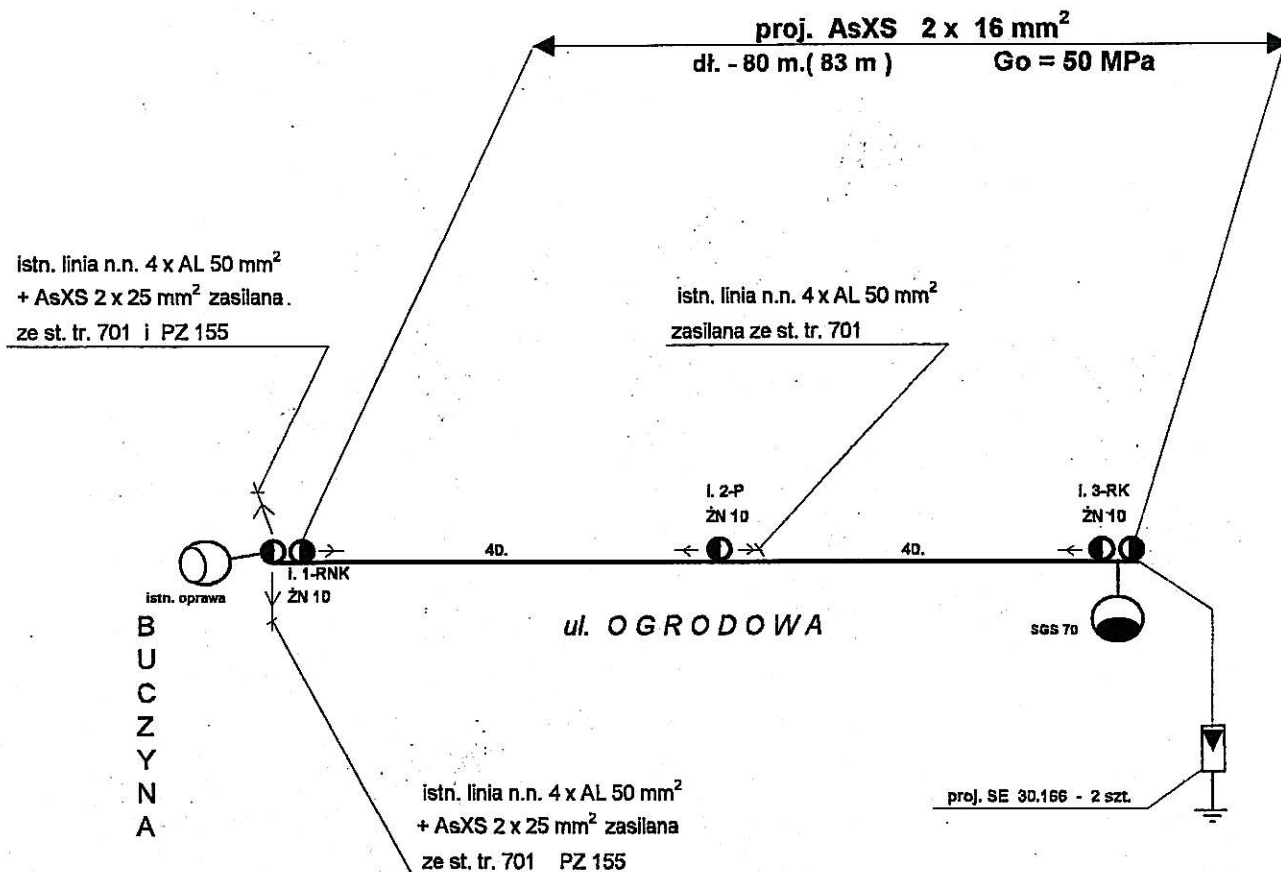 proj. AsXS 2 x 16 mm²
dł. - 80 m.( 83 m ) Go = 50 MPa
istn. linia n.n. 4 x AL 50 mm²
+ AsXS 2 x 25 mm² zasilana.
ze st. tr. 701 i PZ 155
istn. linia n.n. 4 x AL 50 mm²
zasilana ze st. tr. 701
i. 2-P
ŻN 10
i. 3-RK
ŻN 10
40.
40.
i. 1-RNK
ŻN 10
istn. oprawa
BUCZYNA
ul. OGRODOWA
SGS 70
istn. linia n.n. 4 x AL 50 mm²
+ AsXS 2 x 25 mm² zasilana
ze st. tr. 701 PZ 155
proj. SE 30.166 - 2 szt.